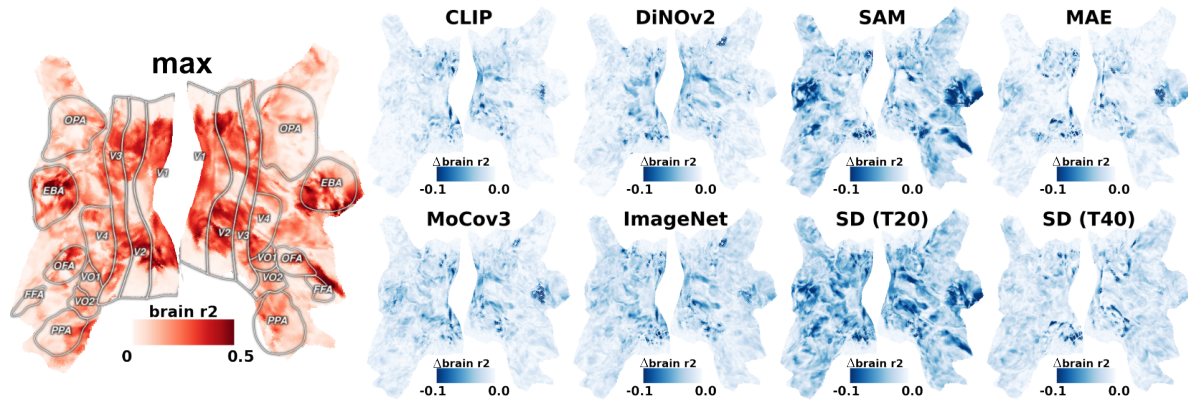 max
OPA
V3
V1
EBA
V4
V2
OFA
VO1
FFA
VO2
PPA
V1
OPA
EBA
V4
V2
V3
VO1
OFA
VO2
FFA
PPA
brain r2
0
0.5
CLIP
DiNOv2
SAM
MAE
Δbrain r2
-0.1
0.0
Δbrain r2
-0.1
0.0
Δbrain r2
-0.1
0.0
Δbrain r2
-0.1
0.0
MoCov3
ImageNet
SD (T20)
SD (T40)
Δbrain r2
-0.1
0.0
Δbrain r2
-0.1
0.0
Δbrain r2
-0.1
0.0
Δbrain r2
-0.1
0.0